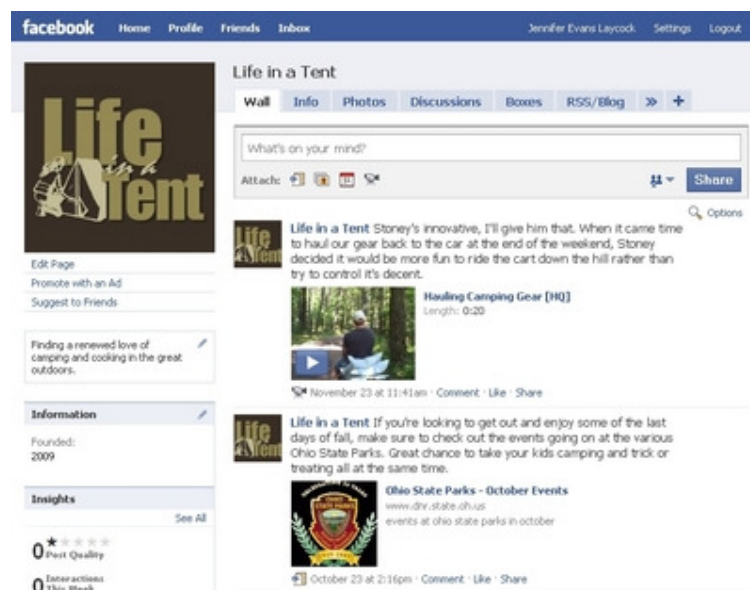 facebook Home Profile Friends Inbox Jennifer Evans Laycock Settings Logout
Life in a Tent
Life in a Tent
Wall Info Photos Discussions Boxes RSS/Blog » +
What's on your mind?
Attach: Share
Options
Edit Page
Promote with an Ad
Suggest to Friends
Finding a renewed love of
camping and cooking in the great
outdoors.
Information
Founded:
2009
Insights
See All
0 Post Quality
0 Interactions
This Week
Life in a Tent
Life in a Tent Stoney's innovative, I'll give him that. When it came time
to haul our gear back to the car at the end of the weekend, Stoney
decided it would be more fun to ride the cart down the hill rather than
try to control it's decent.
Hauling Camping Gear [HQ]
Length: 0:20
November 23 at 11:41am · Comment · Like · Share
Life in a Tent
Life in a Tent If you're looking to get out and enjoy some of the last
days of fall, make sure to check out the events going on at the various
Ohio State Parks. Great chance to take your kids camping and trick or
treating all at the same time.
Ohio State Parks - October Events
www.dnr.state.oh.us
events at ohio state parks in october
STATE PARKS
October 23 at 2:16pm · Comment · Like · Share